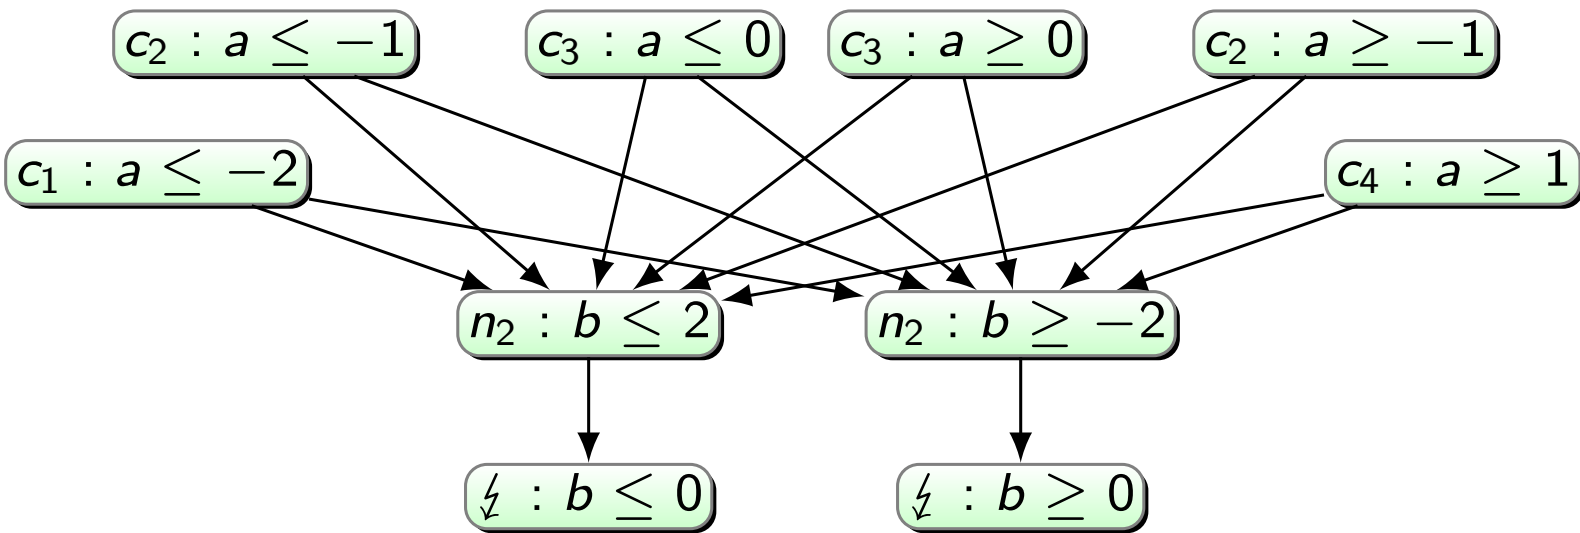 c₂ : a ≤ −1
c₃ : a ≤ 0
c₃ : a ≥ 0
c₂ : a ≥ −1
c₁ : a ≤ −2
c₄ : a ≥ 1
n₂ : b ≤ 2
n₂ : b ≥ −2
↯ : b ≤ 0
↯ : b ≥ 0